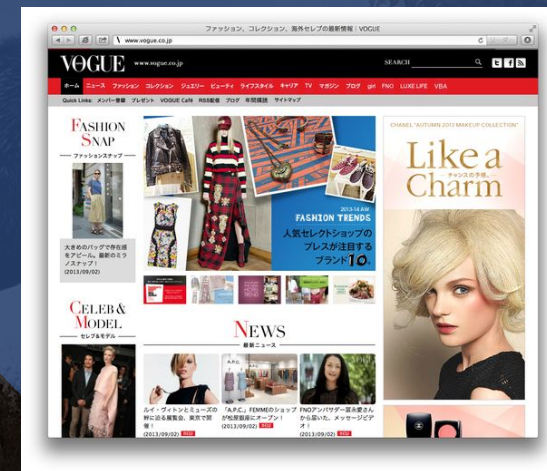 ファッション、コレクション、海外セレブの最新情報 | VOGUE
www.vogue.co.jp
VOGUE www.vogue.co.jp
SEARCH
ホーム ニュース ファッション コレクション ジュエリー ビューティ ライフスタイル キャリア TV マガジン ブログ girl FNO LUXE LIFE VBA
Quick Links: メンバー登録 プレゼント VOGUE Café RSS配信 ブログ 年間購読 サイトマップ
FASHION
SNAP
ファッションスナップ
大きめのバッグで存在感
をアピール。最新のミラ
ノスナップ！
(2013/09/02)
2013-14 AW
FASHION TRENDS
人気セレクトショップの
プレスが注目する
ブランド10。
CHANEL "AUTUMN 2013 MAKEUP COLLECTION"
Like a
チャンスの予感。
Charm
CELEB &
MODEL
セレブ&モデル
NEWS
最新ニュース
A.P.C.
VOGUE
ルイ・ヴィトンとミューズの
絆に迫る展覧会、東京で開
催！
(2013/09/02) NEW
「A.P.C.」FEMMEのショップ
が松屋銀座にオープン！
(2013/09/02) NEW
FNOアンバサダー冨永愛さん
から届いた、メッセージビデ
オ！
(2013/09/02) NEW